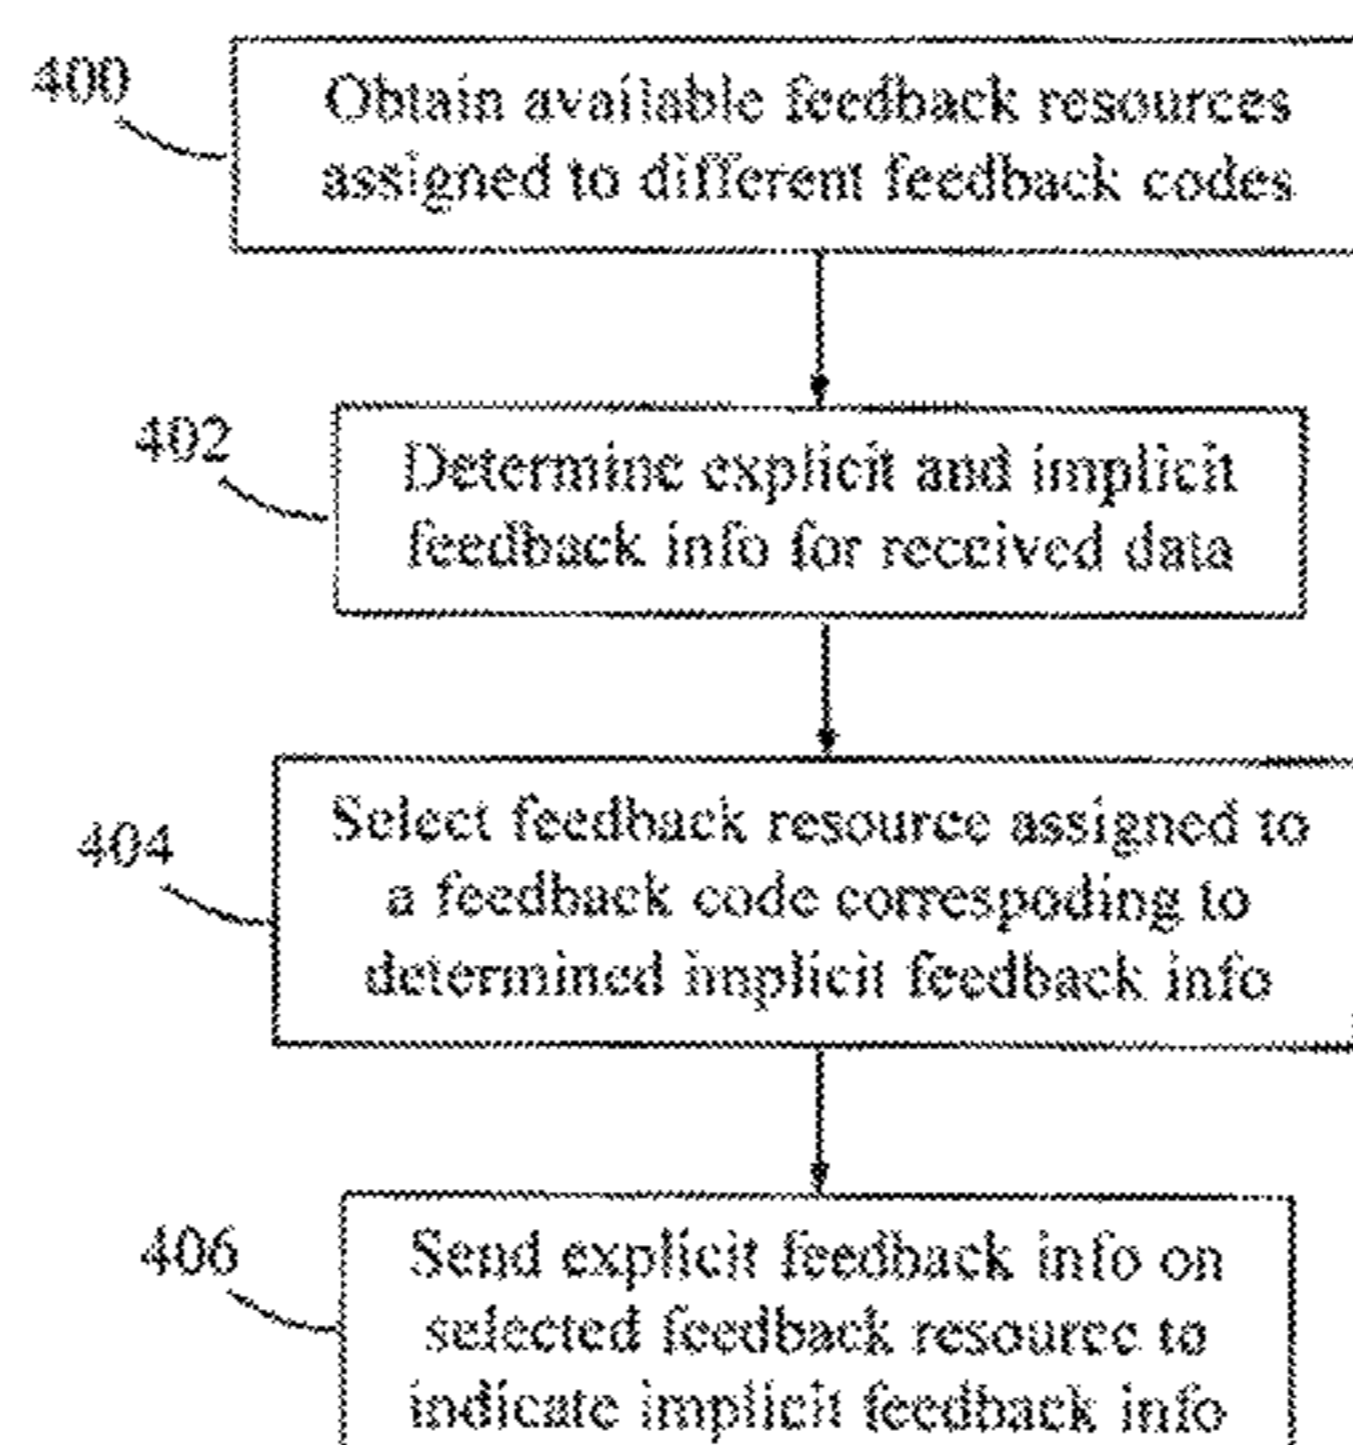 400
Obtain available feedback resources
assigned to different feedback codes
402
Determine explicit and implicit
feedback info for received data
404
Select feedback resource assigned to
a feedback code correspoding to
determined implicit feedback info
406
Send explicit feedback info on
selected feedback resource to
indicate implicit feedback info